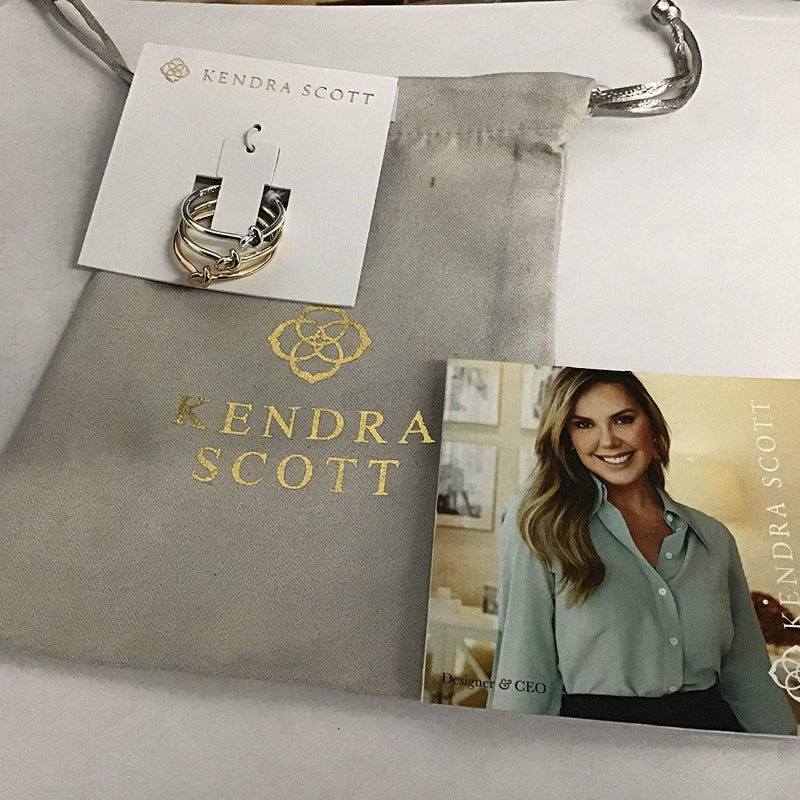 KENDRA SCOTT
KENDRA
SCOTT
KENDRA SCOTT
Designer & CEO